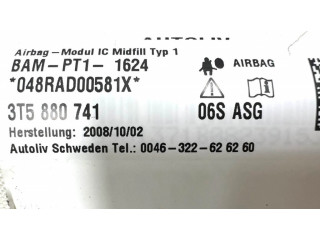 AUTOLIV
Airbag-Modul IC Midfill Typ 1
BAM-PT1- 1624
AIRBAG
*048RAD00581X*
3T5 880 741 06S ASG
Herstellung: 2008/10/02
Autoliv Schweden Tel.: 0046-322-62 62 60